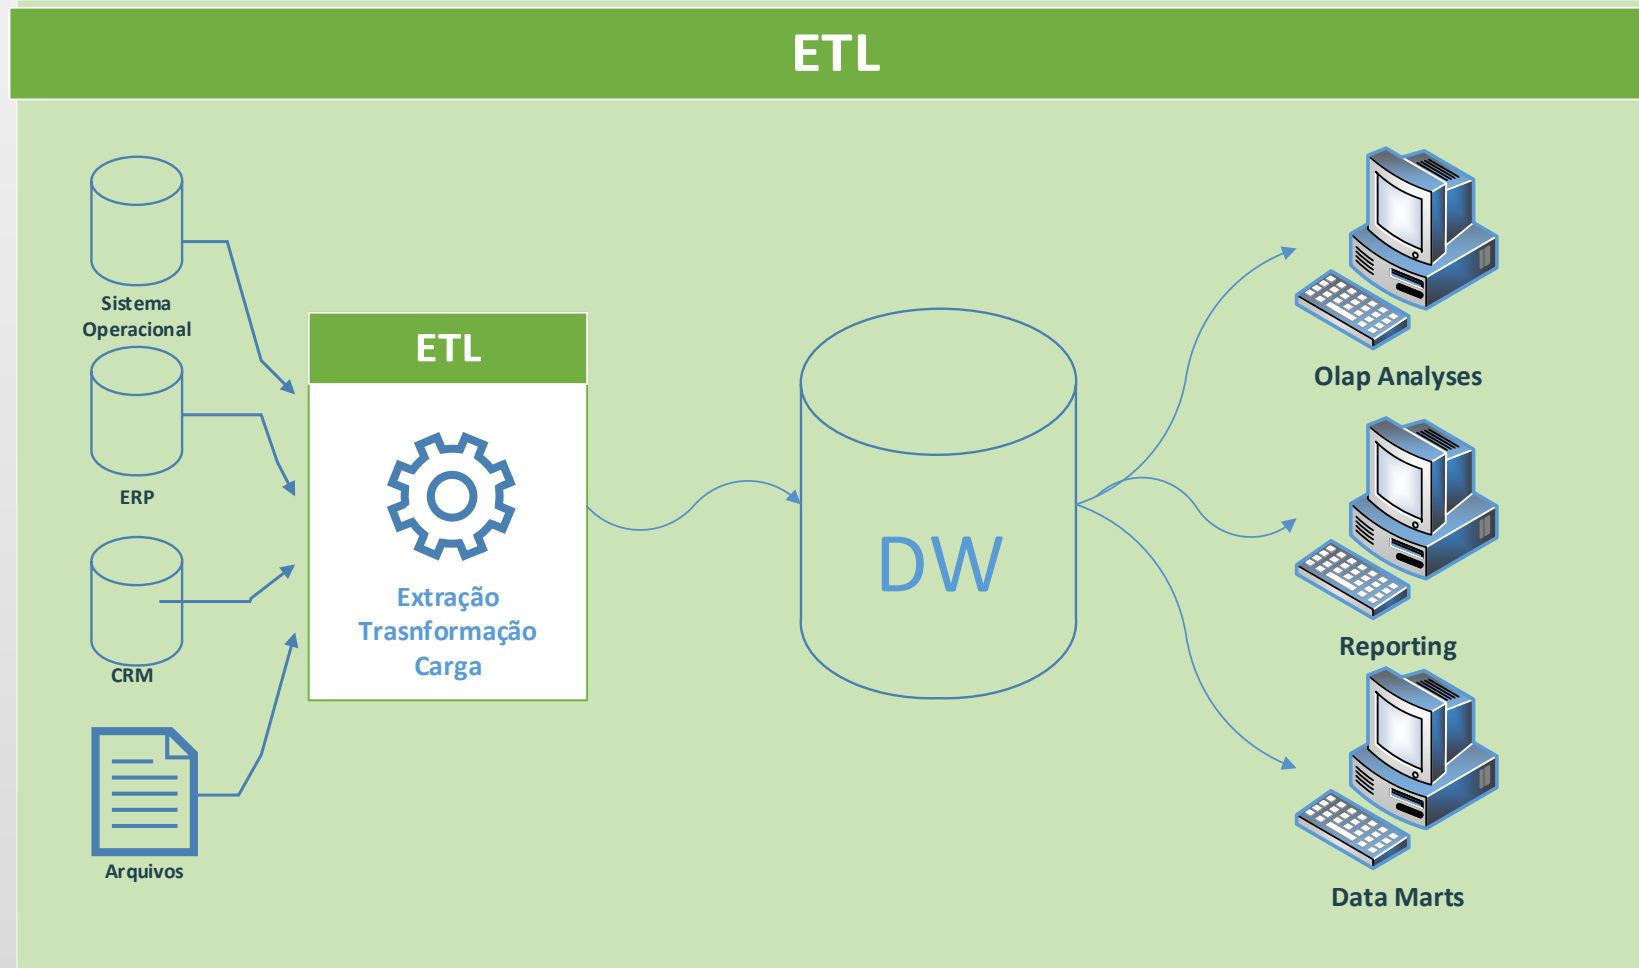 ETL
Sistema
Operacional
ERP
CRM
Arquivos
ETL
Extração
Trasnformação
Carga
DW
Olap Analyses
Reporting
Data Marts